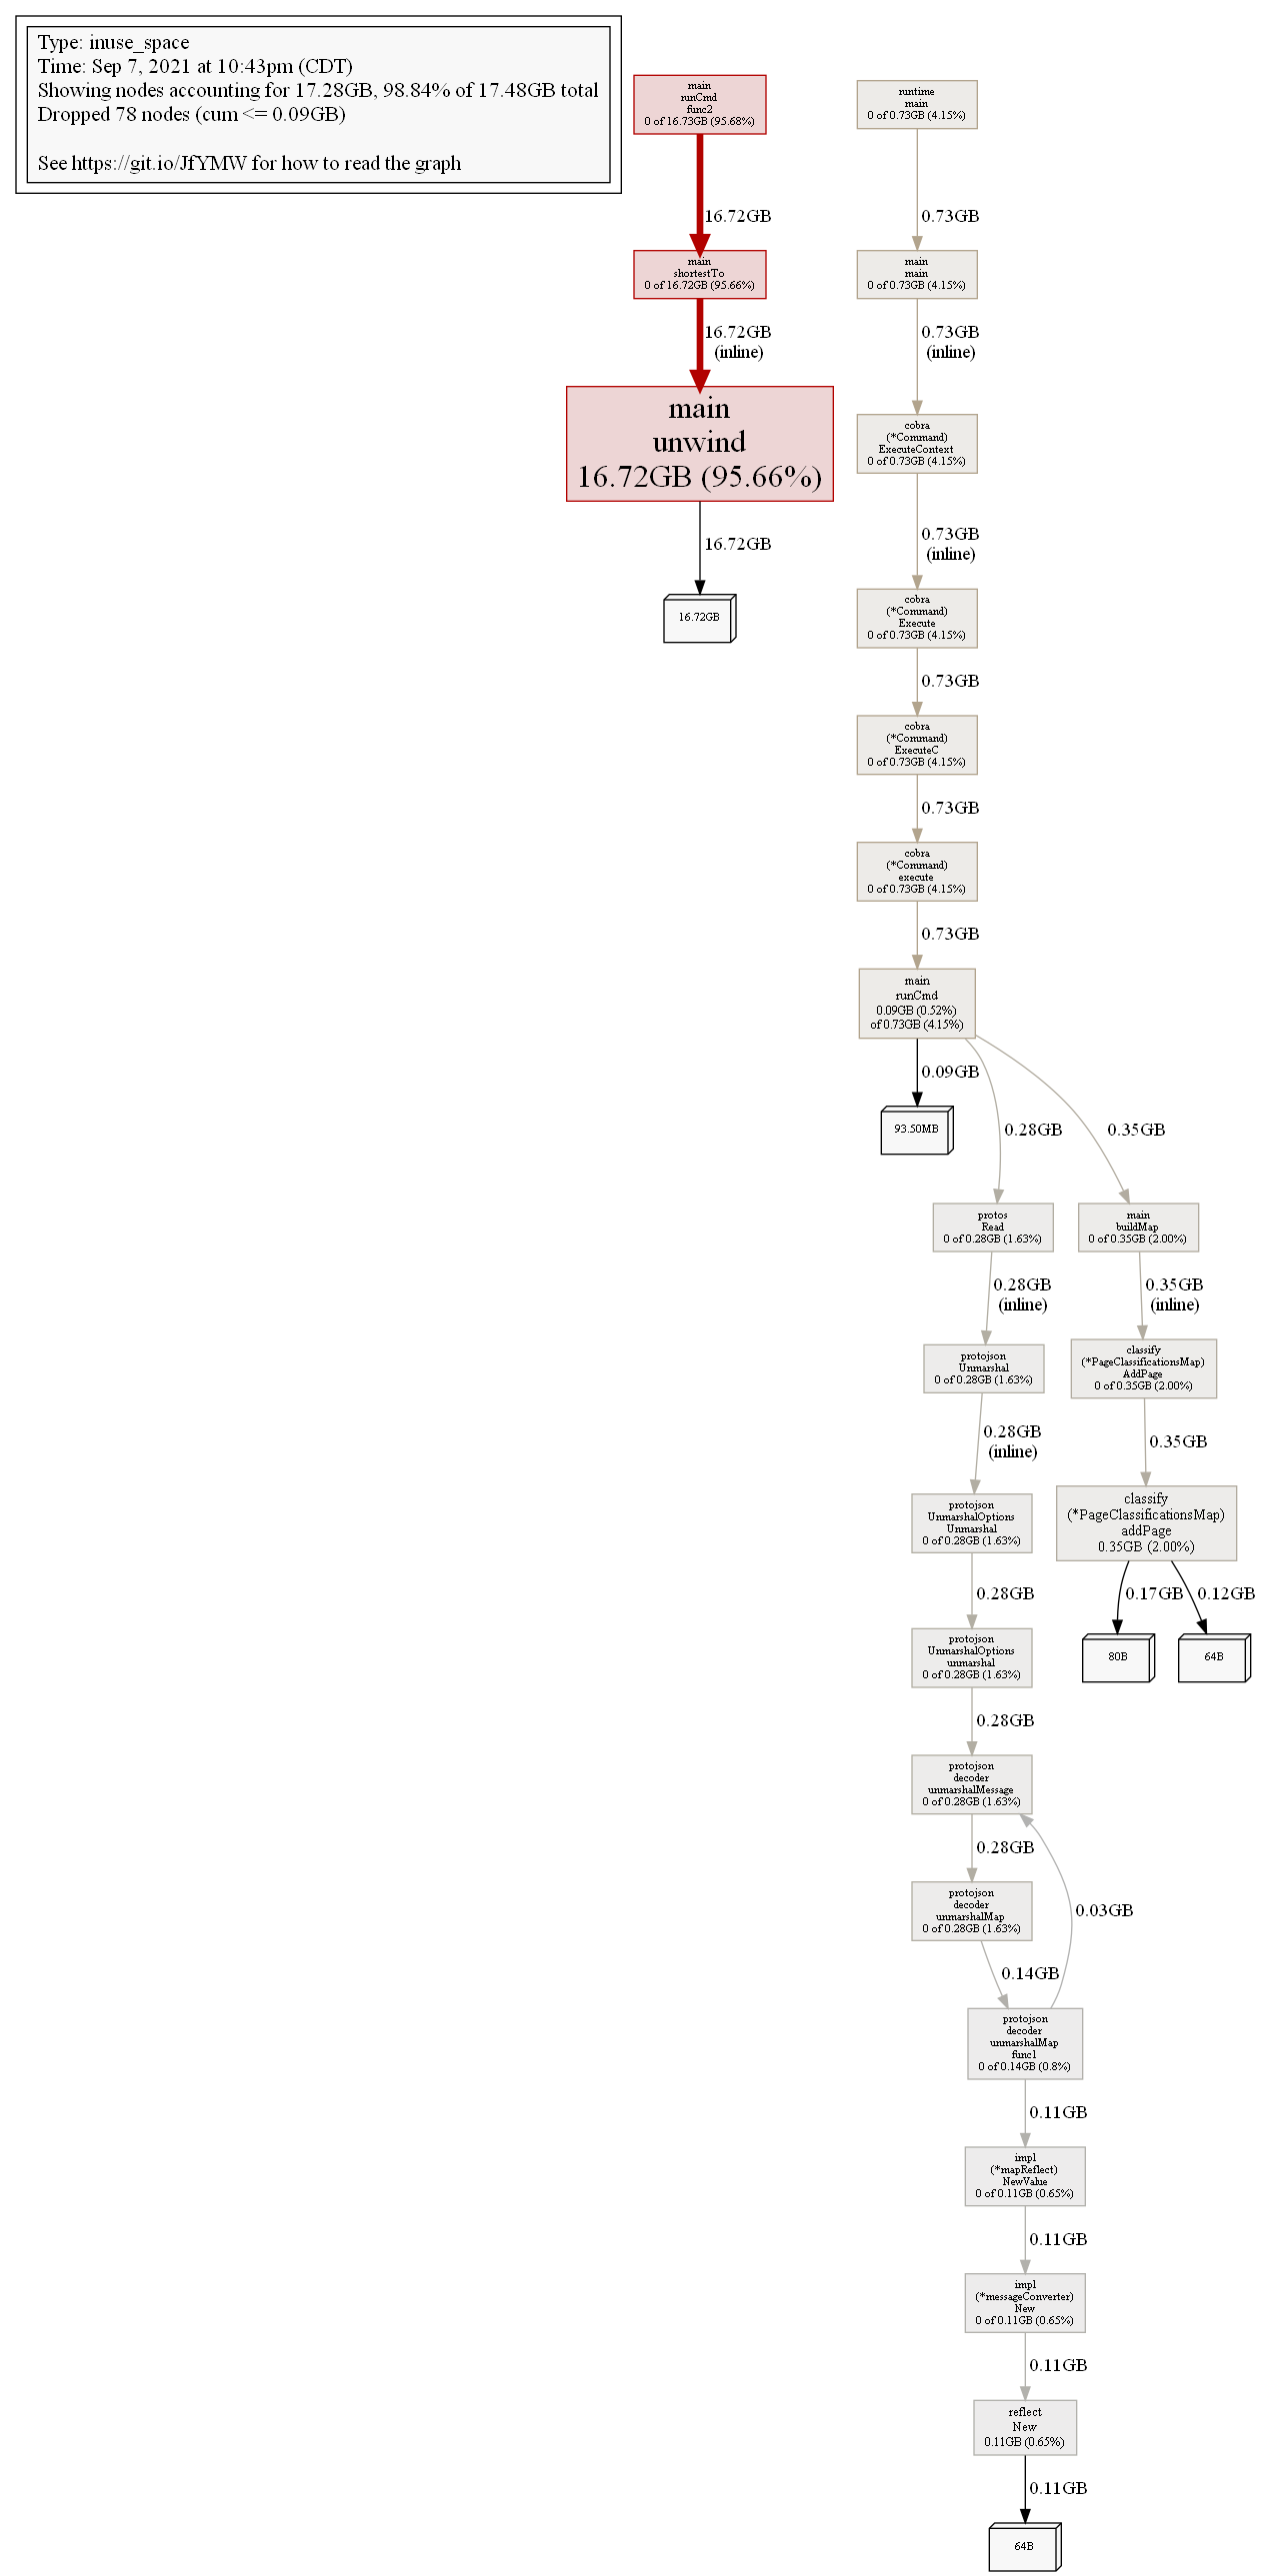 Type: inuse_space
Time: Sep 7, 2021 at 10:43pm (CDT)
Showing nodes accounting for 17.28GB, 98.84% of 17.48GB total
Dropped 78 nodes (cum <= 0.09GB)
See https://git.io/JfYMW for how to read the graph
main
runCmd
func2
0 of 16.73GB (95.68%)
16.72GB
main
shortestTo
0 of 16.72GB (95.66%)
16.72GB
(inline)
main
unwind
16.72GB (95.66%)
16.72GB
16.72GB
runtime
main
0 of 0.73GB (4.15%)
0.73GB
main
main
0 of 0.73GB (4.15%)
0.73GB
(inline)
cobra
(*Command)
ExecuteContext
0 of 0.73GB (4.15%)
0.73GB
(inline)
cobra
(*Command)
Execute
0 of 0.73GB (4.15%)
0.73GB
cobra
(*Command)
ExecuteC
0 of 0.73GB (4.15%)
0.73GB
cobra
(*Command)
execute
0 of 0.73GB (4.15%)
0.73GB
main
runCmd
0.09GB (0.52%)
of 0.73GB (4.15%)
0.09GB
93.50MB
0.28GB
0.35GB
protos
Read
0 of 0.28GB (1.63%)
0.28GB
(inline)
protojson
Unmarshal
0 of 0.28GB (1.63%)
0.28GB
(inline)
protojson
UnmarshalOptions
Unmarshal
0 of 0.28GB (1.63%)
0.28GB
protojson
UnmarshalOptions
unmarshal
0 of 0.28GB (1.63%)
0.28GB
protojson
decoder
unmarshalMessage
0 of 0.28GB (1.63%)
0.28GB
protojson
decoder
unmarshalMap
0 of 0.28GB (1.63%)
0.03GB
0.14GB
protojson
decoder
unmarshalMap
func1
0 of 0.14GB (0.8%)
0.11GB
impl
(*mapReflect)
NewValue
0 of 0.11GB (0.65%)
0.11GB
impl
(*messageConverter)
New
0 of 0.11GB (0.65%)
0.11GB
reflect
New
0.11GB (0.65%)
0.11GB
64B
main
buildMap
0 of 0.35GB (2.00%)
0.35GB
(inline)
classify
(*PageClassificationsMap)
AddPage
0 of 0.35GB (2.00%)
0.35GB
classify
(*PageClassificationsMap)
addPage
0.35GB (2.00%)
0.17GB
0.12GB
80B
64B